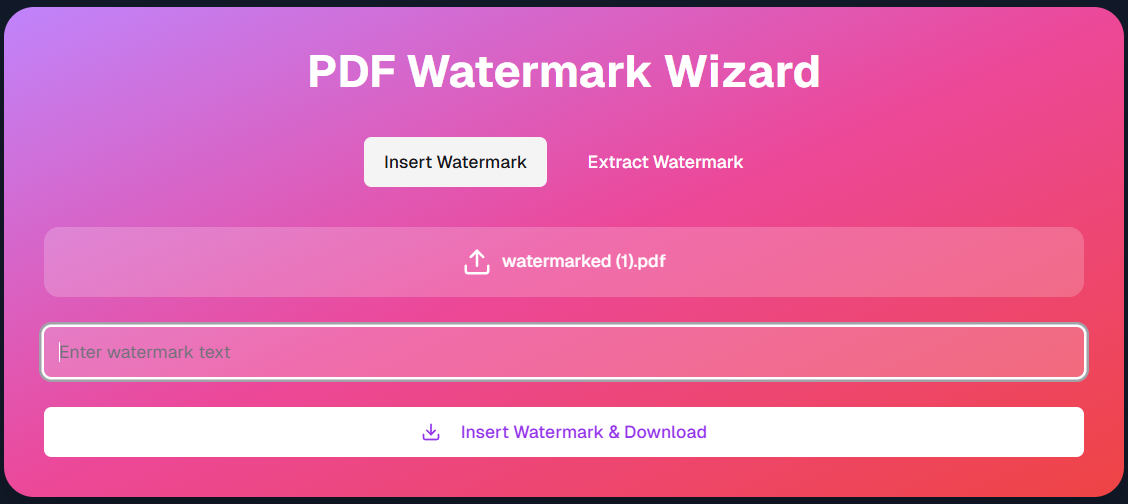 PDF Watermark Wizard
Insert Watermark
Extract Watermark
watermarked (1).pdf
Enter watermark text
Insert Watermark & Download